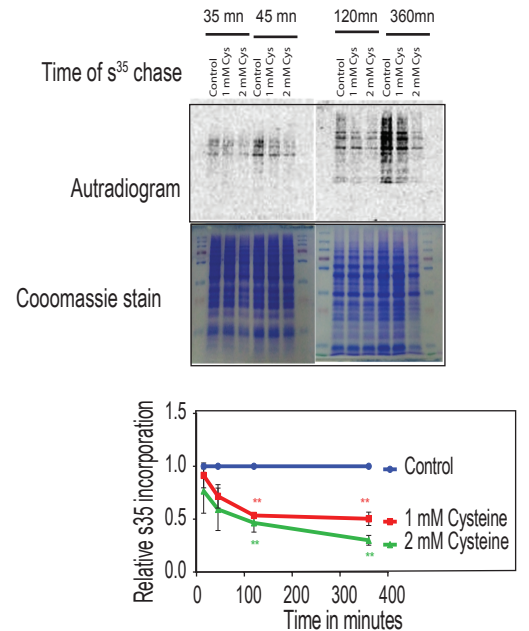 35 mn 45 mn 120mn 360mn
Time of s³⁵ chase
Control 1 mM Cys 2 mM Cys Control 1 mM Cys 2 mM Cys Control 1 mM Cys 2 mM Cys Control 1 mM Cys 2 mM Cys
Autradiogram
Cooomassie stain
Relative s35 incorporation
1.5
1.0
0.5
0.0
** **
** **
Control
1 mM Cysteine
2 mM Cysteine
0 100 200 300 400
Time in minutes